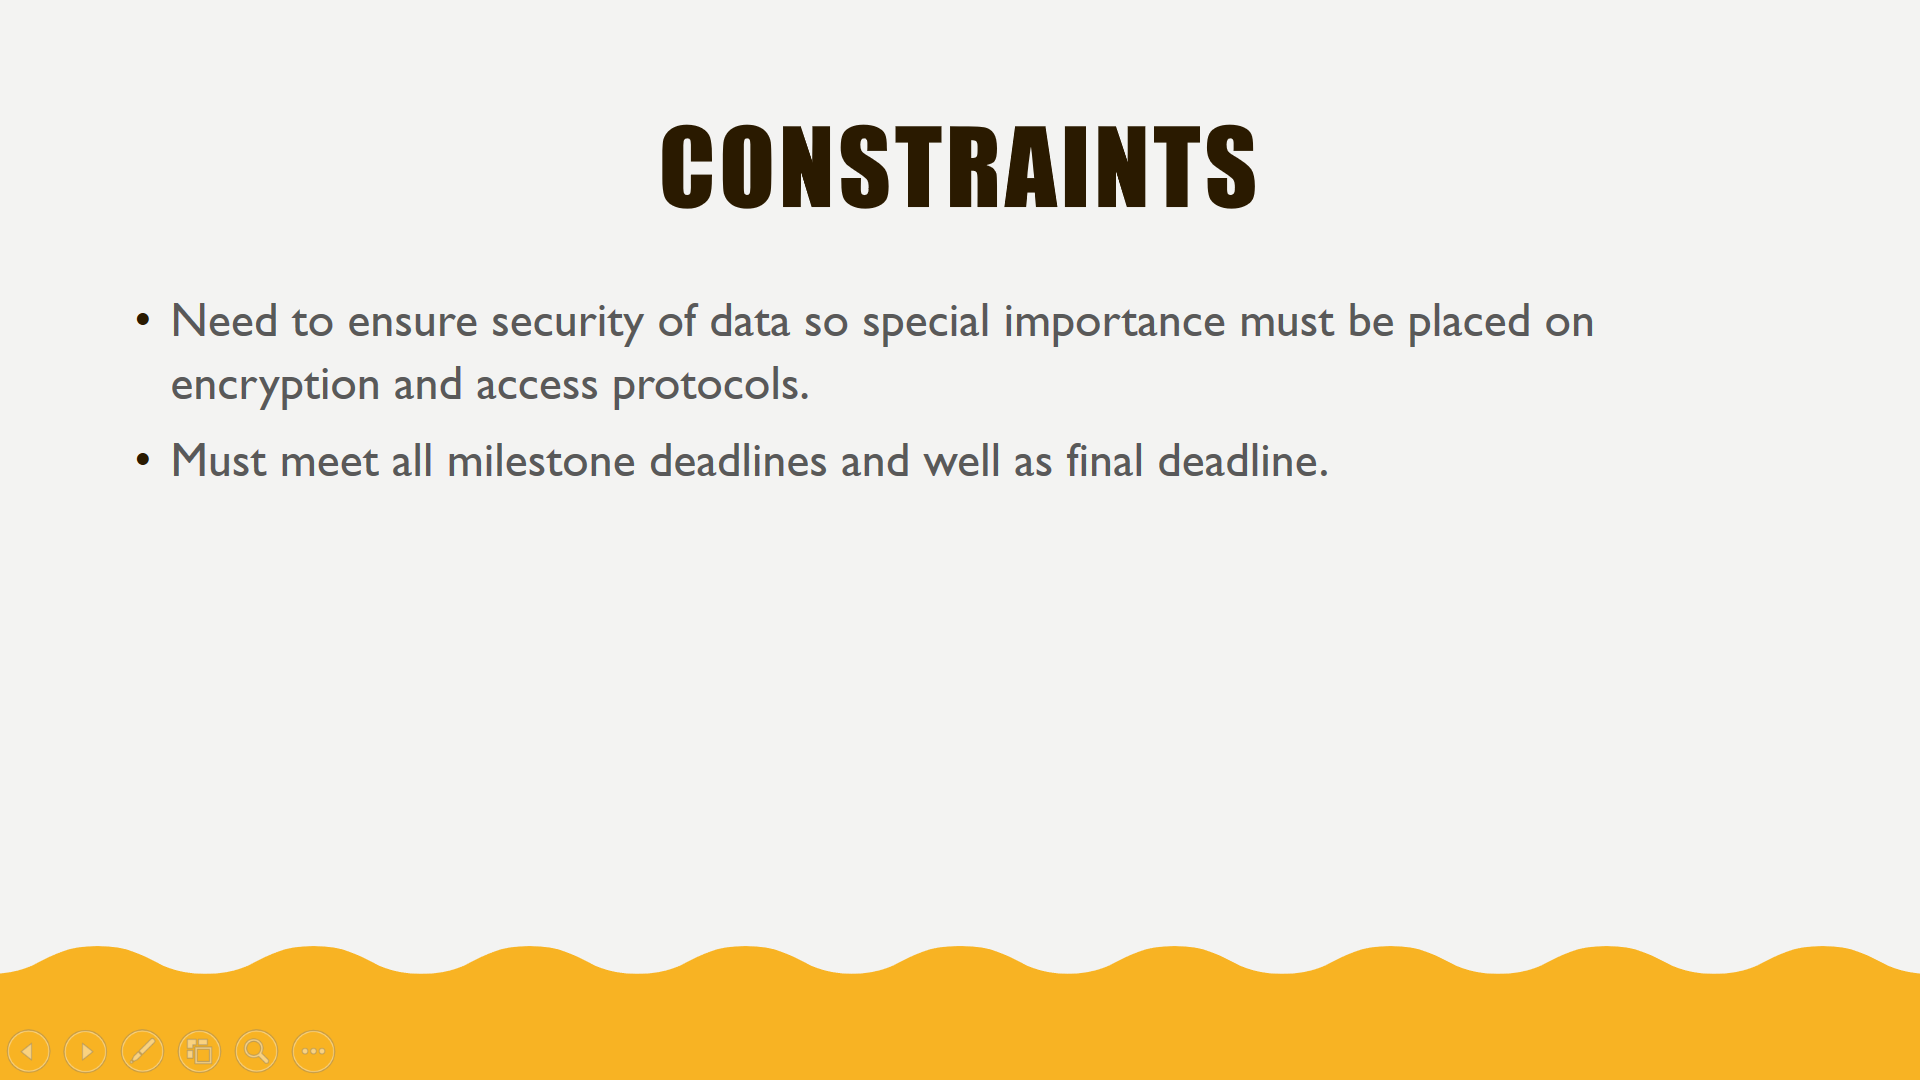 CONSTRAINTS
• Need to ensure security of data so special importance must be placed on
encryption and access protocols.
• Must meet all milestone deadlines and well as final deadline.